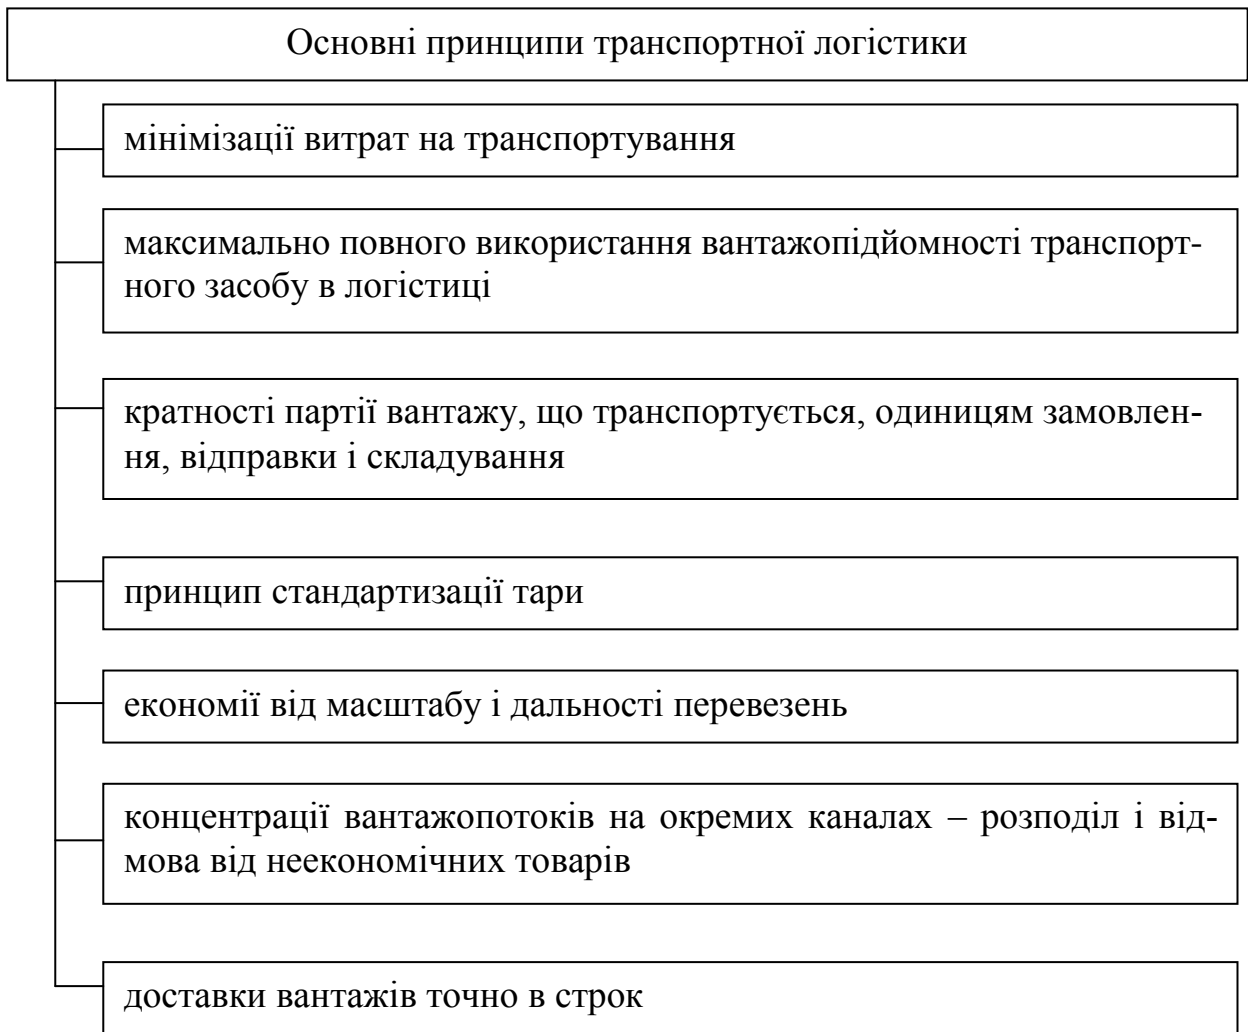 Основні принципи транспортної логістики
мінімізації витрат на транспортування
максимально повного використання вантажопідйомності транспорт-
ного засобу в логістиці
кратності партії вантажу, що транспортується, одиницям замовлен-
ня, відправки і складування
принцип стандартизації тари
економії від масштабу і дальності перевезень
концентрації вантажопотоків на окремих каналах – розподіл і від-
мова від неекономічних товарів
доставки вантажів точно в строк